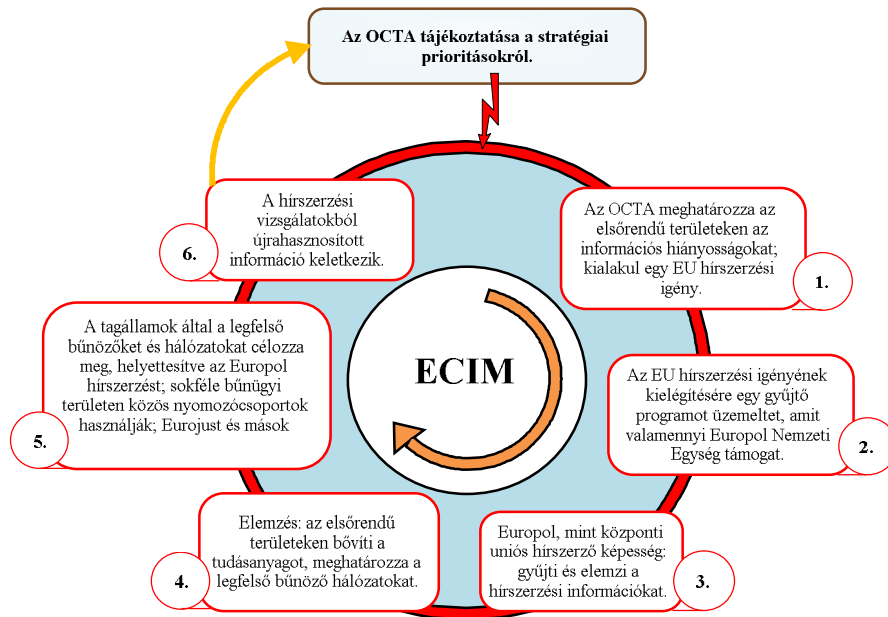 Az OCTA tájékoztatása a stratégiai
prioritásokról.
Az OCTA meghatározza az
elsőrendű területeken az
információs hiányosságokat;
kialakul egy EU hírszerzési
igény.
1.
Az EU hírszerzési igényének
kielégítésére egy gyűjtő
programot üzemeltet, amit
valamennyi Europol Nemzeti
Egység támogat.
2.
Europol, mint központi
uniós hírszerző képesség:
gyűjti és elemzi a
hírszerzési információkat.
3.
Elemzés: az elsőrendű
területeken bővíti a
tudásanyagot, meghatározza a
legfelső bűnöző hálózatokat.
4.
A tagállamok által a legfelső
bűnözőket és hálózatokat célozza
meg, helyettesítve az Europol
hírszerzést; sokféle bűnügyi
területen közös nyomozócsoportok
használják; Eurojust és mások
5.
A hírszerzési
vizsgálatokból
újrahasznosított
információ keletkezik.
6.
ECIM